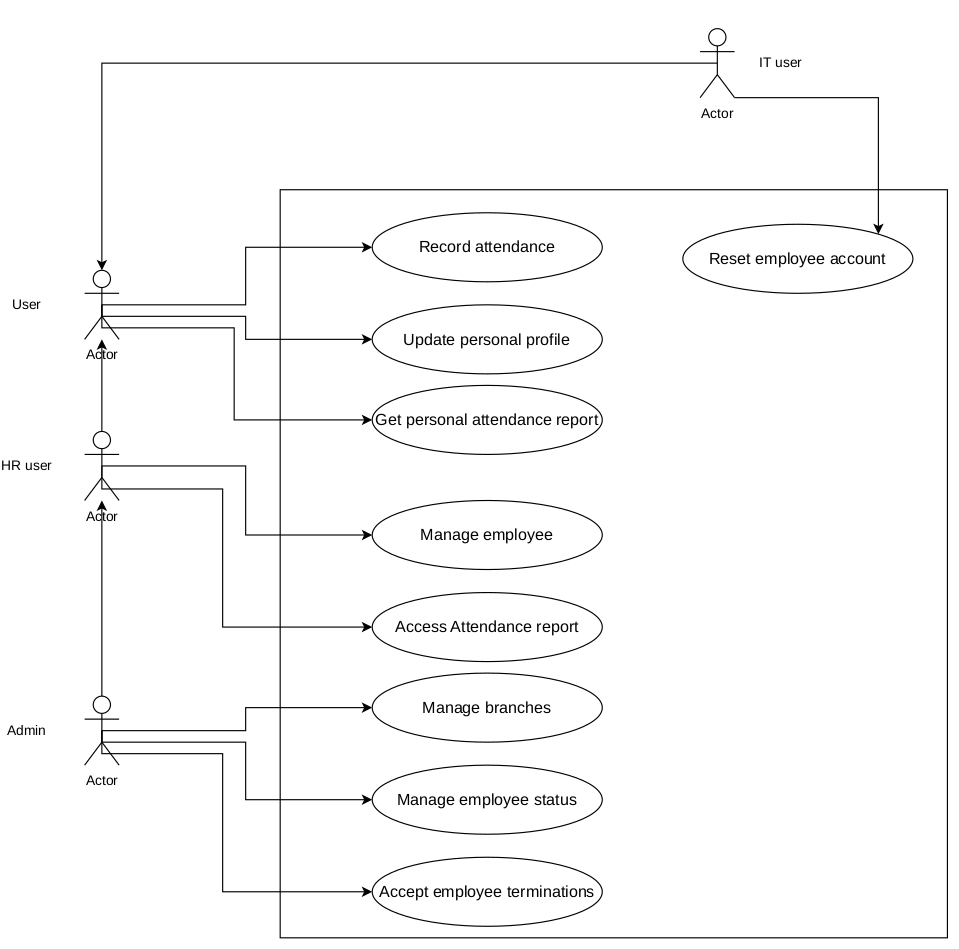 IT user
Actor
Record attendance
Reset employee account
User
Actor
Update personal profile
Get personal attendance report
HR user
Actor
Manage employee
Access Attendance report
Manage branches
Admin
Actor
Manage employee status
Accept employee terminations